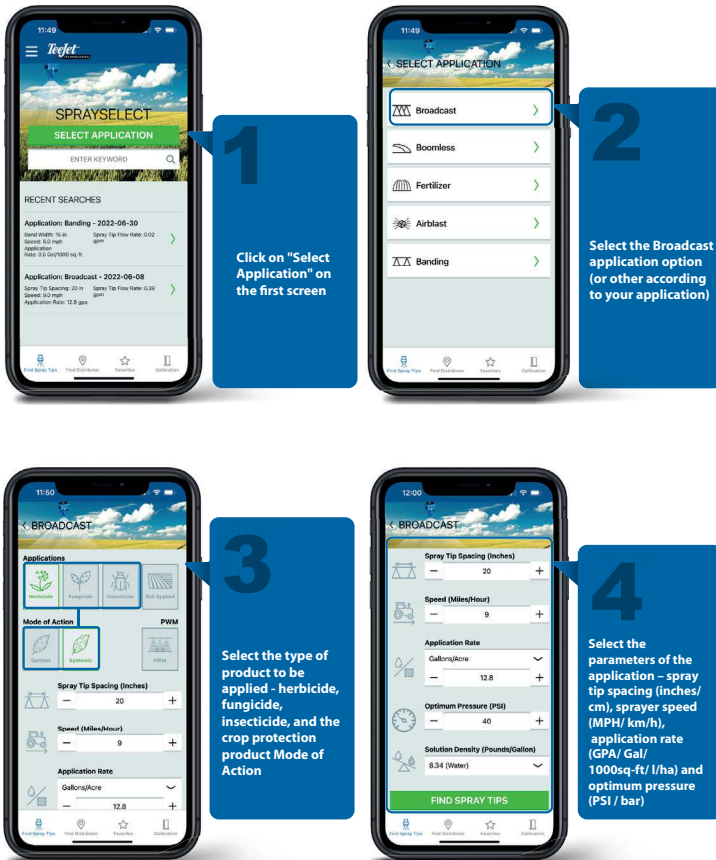 11:49
TeeJet
TECHNOLOGIES
SPRAYSELECT
SELECT APPLICATION
ENTER KEYWORD
RECENT SEARCHES
Application: Banding - 2022-06-30
Band Width: 15 in
Spray Tip Flow Rate: 0.02
Speed: 6.0 mph
gpm
Application
Rate: 0.5 Gal/1000 sq-ft
Application: Broadcast - 2022-06-08
Spray Tip Spacing: 20 in
Spray Tip Flow Rate: 0.39
Speed: 9.0 mph
gpm
Application Rate: 12.8 gpa
Find Spray Tips
Find Distributor
Favorites
Calibration
1
Click on "Select
Application" on
the first screen
11:49
SELECT APPLICATION
Broadcast
Boomless
Fertilizer
Airblast
Banding
Find Spray Tips
Find Distributor
Favorites
Calibration
2
Select the Broadcast
application option
(or other according
to your application)
11:50
BROADCAST
Applications
Herbicide
Fungicide
Insecticide
Soil Applied
Mode of Action
PWM
Contact
Systemic
PWM
Spray Tip Spacing (Inches)
− 20 +
Speed (Miles/Hour)
− 9 +
Application Rate
Gallons/Acre
− 12.8 +
Find Spray Tips
Find Distributor
Favorites
Calibration
3
Select the type of
product to be
applied - herbicide,
fungicide,
insecticide, and the
crop protection
product Mode of
Action
12:00
BROADCAST
Spray Tip Spacing (Inches)
− 20 +
Speed (Miles/Hour)
− 9 +
Application Rate
Gallons/Acre
− 12.8 +
Optimum Pressure (PSI)
− 40 +
Solution Density (Pounds/Gallon)
8.34 (Water)
FIND SPRAY TIPS
Find Spray Tips
Find Distributor
Favorites
Calibration
4
Select the
parameters of the
application – spray
tip spacing (inches/
cm), sprayer speed
(MPH/ km/h),
application rate
(GPA/ Gal/
1000sq-ft/ l/ha) and
optimum pressure
(PSI / bar)